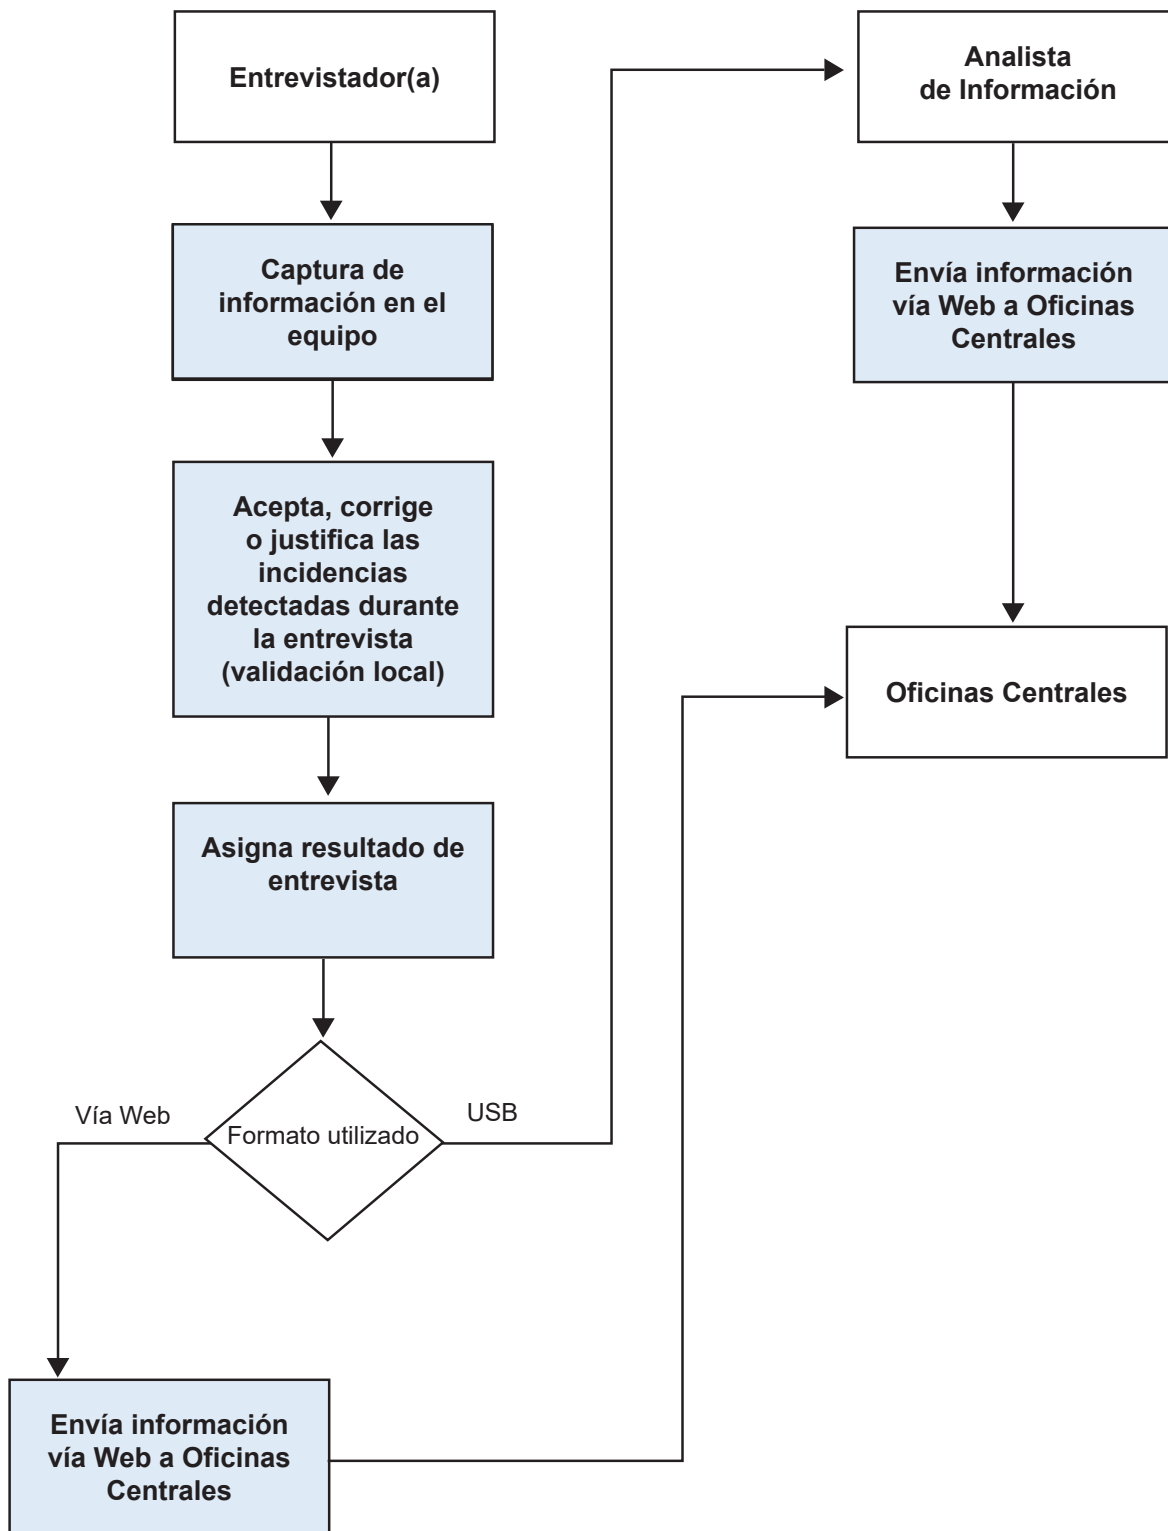 Entrevistador(a)
Captura de
información en el
equipo
Acepta, corrige
o justifica las
incidencias
detectadas durante
la entrevista
(validación local)
Asigna resultado de
entrevista
Vía Web
Formato utilizado
USB
Envía información
vía Web a Oficinas
Centrales
Analista
de Información
Envía información
vía Web a Oficinas
Centrales
Oficinas Centrales